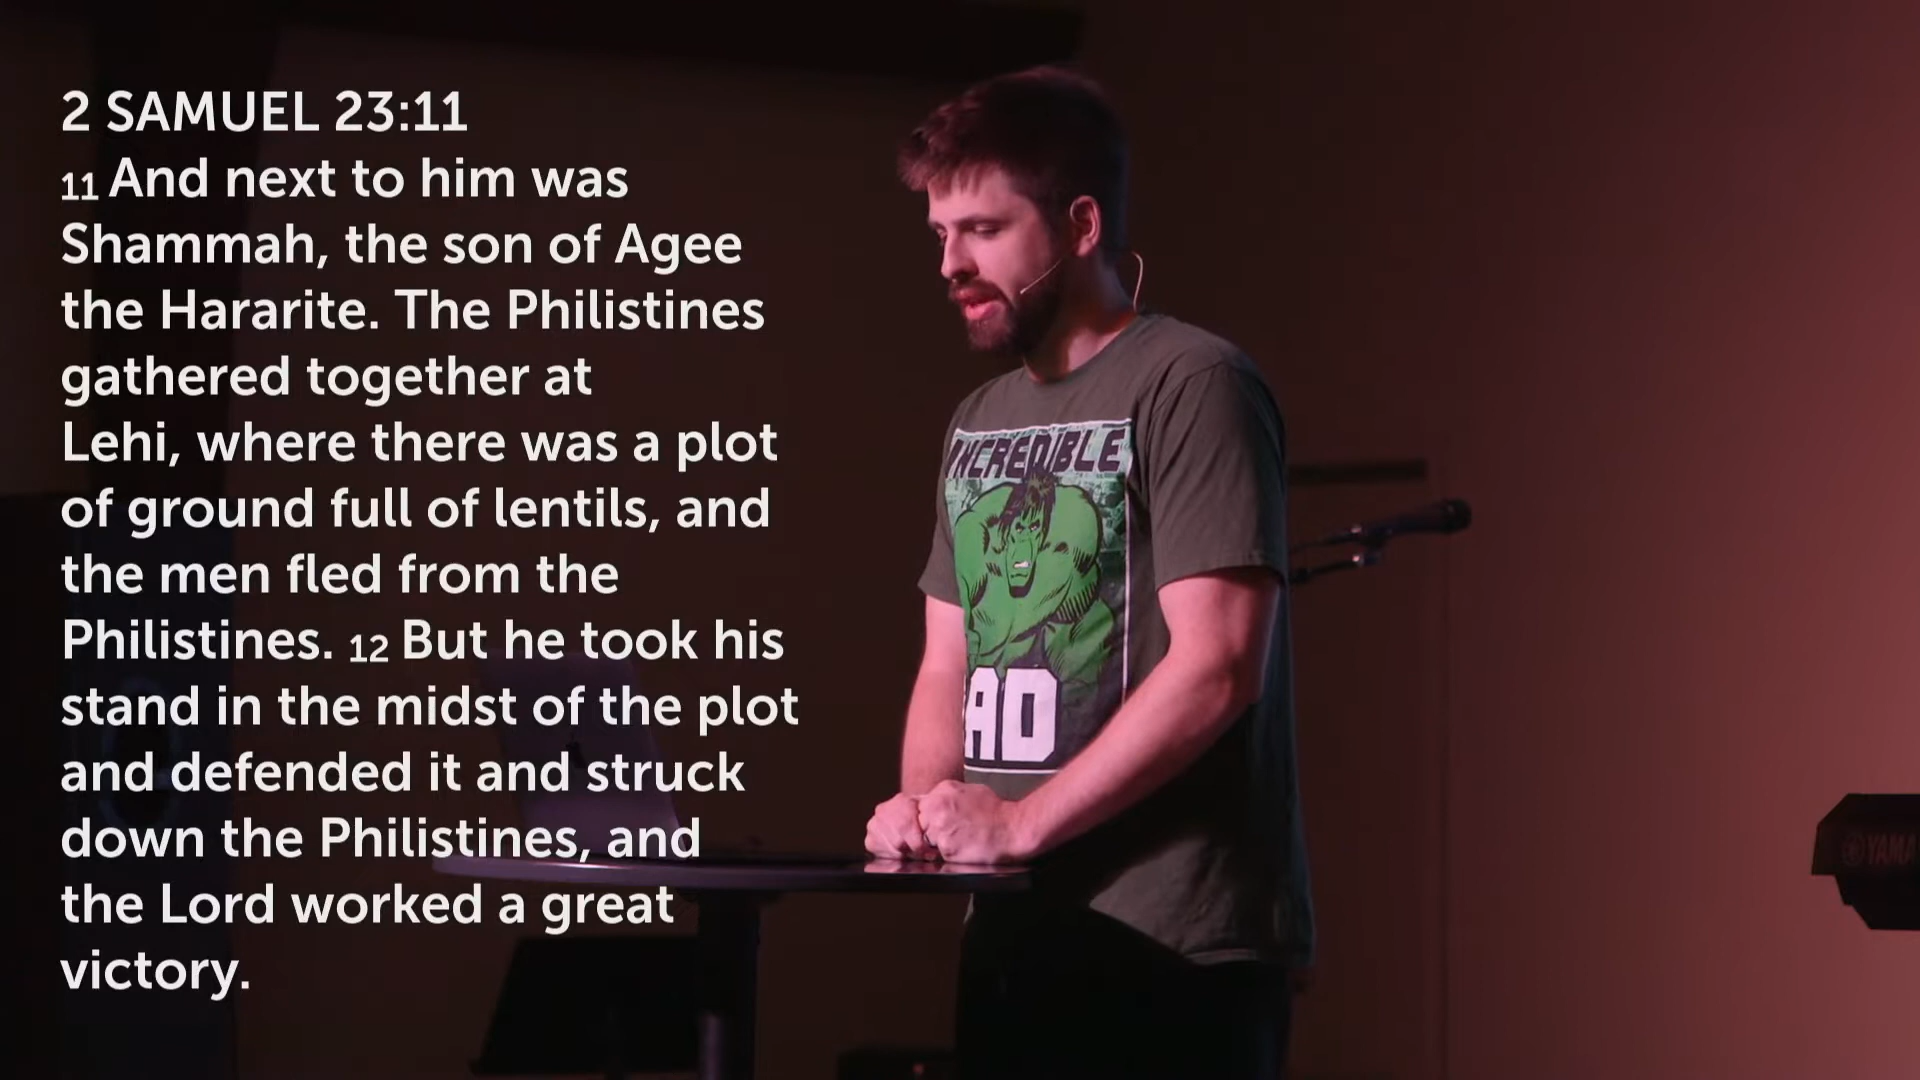 2 SAMUEL 23:11
11 And next to him was
Shammah, the son of Agee
the Hararite. The Philistines
gathered together at
Lehi, where there was a plot
of ground full of lentils, and
the men fled from the
Philistines. 12 But he took his
stand in the midst of the plot
and defended it and struck
down the Philistines, and
the Lord worked a great
victory.
INCREDIBLE
AD
YAMA